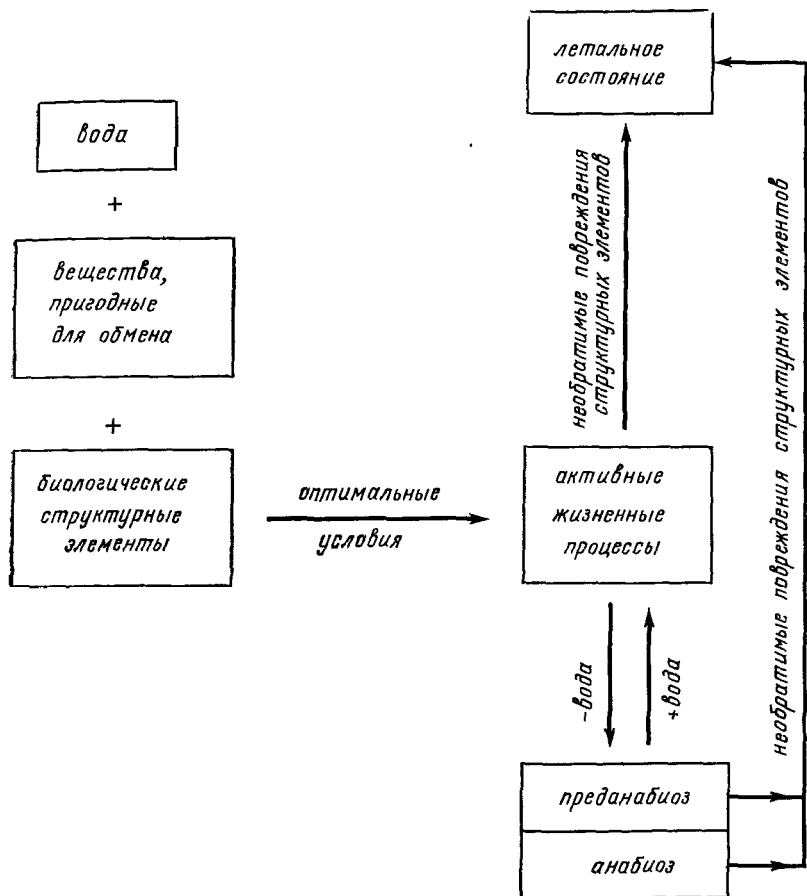 летальное
состояние
вода
+
вещества,
пригодные
для обмена
+
биологические
структурные
элементы
оптимальные
условия
необратимые повреждения
структурных элементов
активные
жизненные
процессы
необратимые повреждения структурных элементов
-вода
+вода
преданабиоз
анабиоз